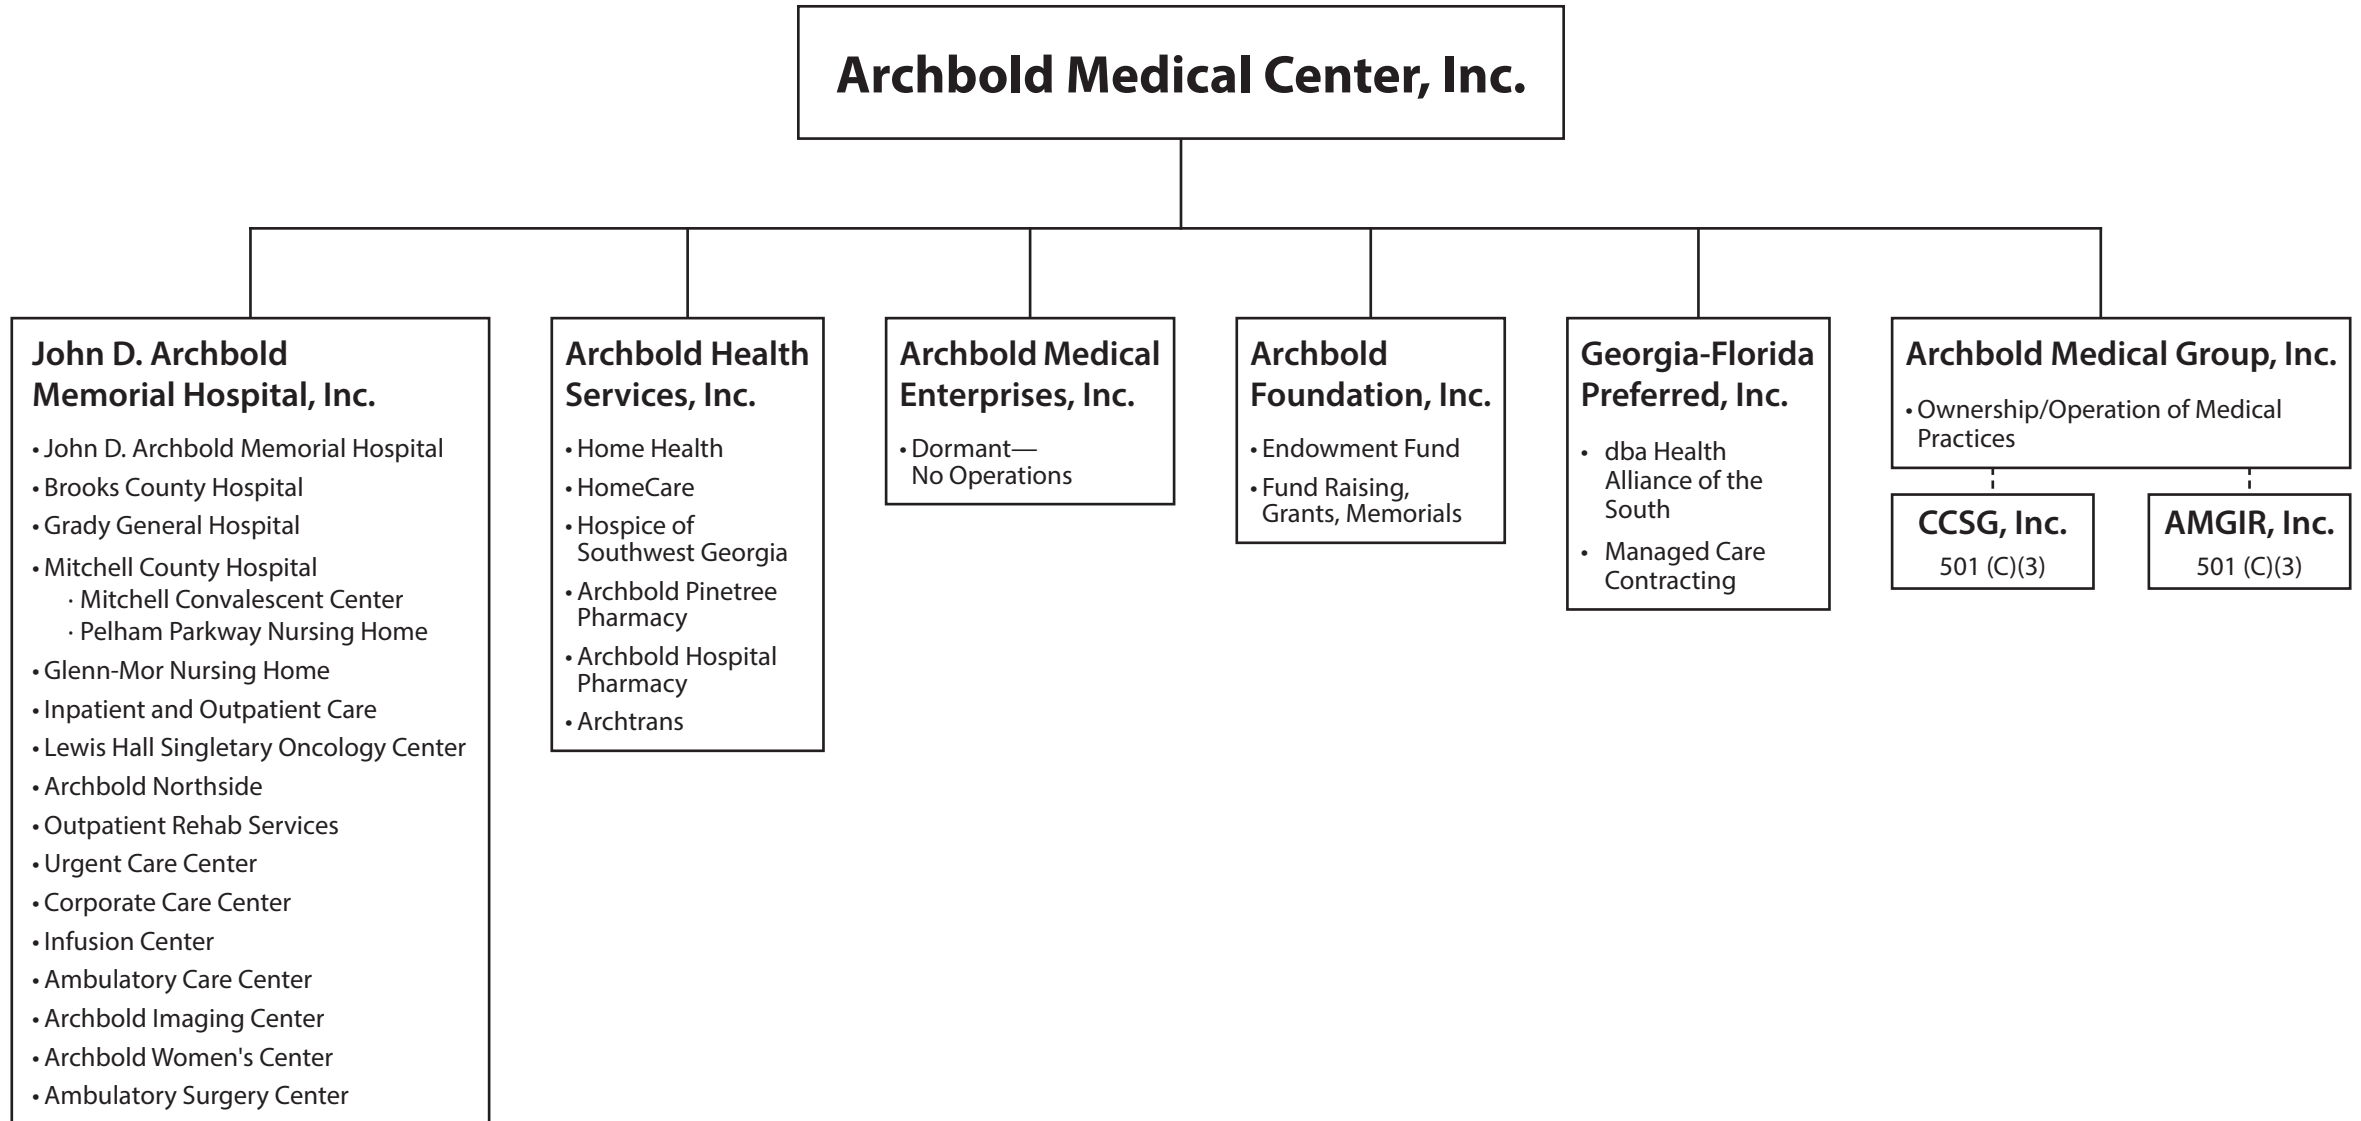 Archbold Medical Center, Inc.
John D. Archbold
Memorial Hospital, Inc.
• John D. Archbold Memorial Hospital
• Brooks County Hospital
• Grady General Hospital
• Mitchell County Hospital
· Mitchell Convalescent Center
· Pelham Parkway Nursing Home
• Glenn-Mor Nursing Home
• Inpatient and Outpatient Care
• Lewis Hall Singletary Oncology Center
• Archbold Northside
• Outpatient Rehab Services
• Urgent Care Center
• Corporate Care Center
• Infusion Center
• Ambulatory Care Center
• Archbold Imaging Center
• Archbold Women's Center
• Ambulatory Surgery Center
Archbold Health
Services, Inc.
• Home Health
• HomeCare
• Hospice of
Southwest Georgia
• Archbold Pinetree
Pharmacy
• Archbold Hospital
Pharmacy
• Archtrans
Archbold Medical
Enterprises, Inc.
• Dormant—
No Operations
Archbold
Foundation, Inc.
• Endowment Fund
• Fund Raising,
Grants, Memorials
Georgia-Florida
Preferred, Inc.
• dba Health
Alliance of the
South
• Managed Care
Contracting
Archbold Medical Group, Inc.
• Ownership/Operation of Medical
Practices
CCSG, Inc.
501 (C)(3)
AMGIR, Inc.
501 (C)(3)